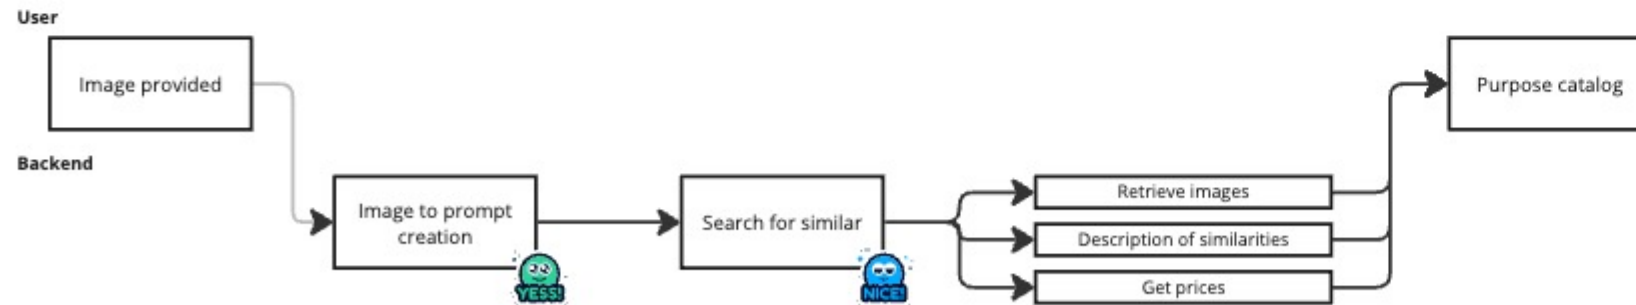 User
Image provided
Purpose catalog
Backend
Image to prompt
creation
YESS!
Search for similar
NICE!
Retrieve images
Description of similarities
Get prices